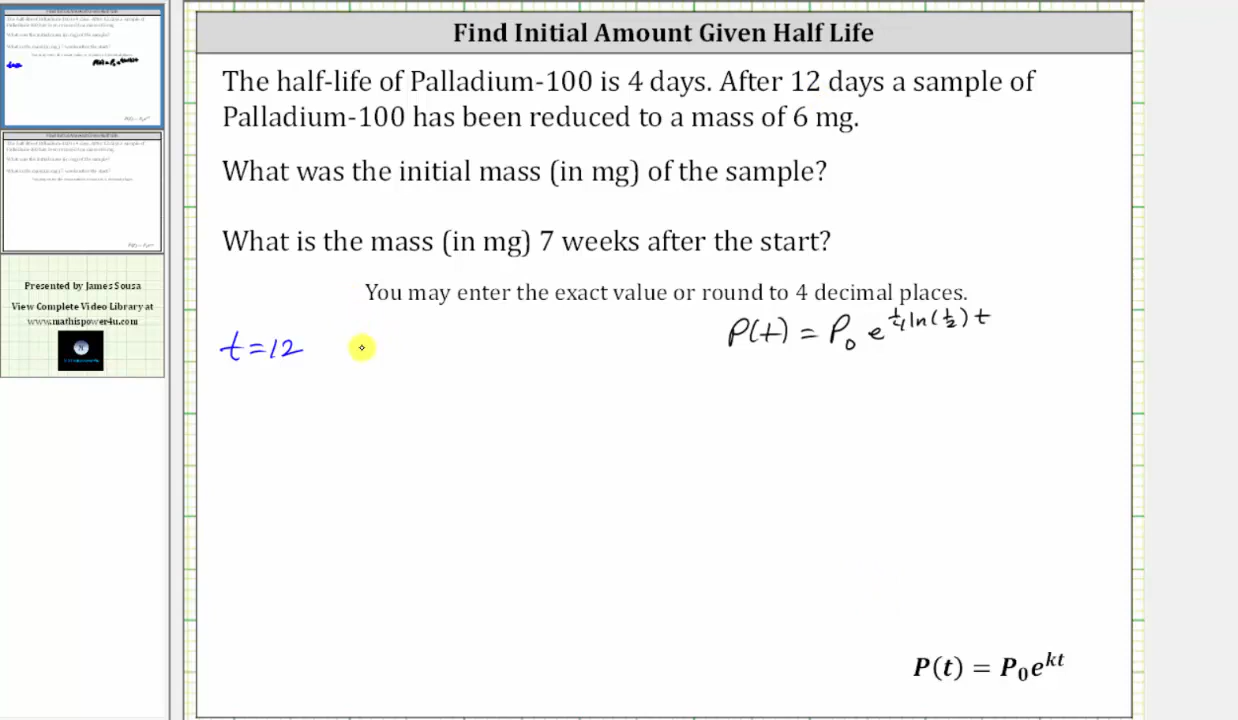 Find Initial Amount Given Half Life
The half-life of Palladium-100 is 4 days. After 12 days a sample of
Palladium-100 has been reduced to a mass of 6 mg.
What was the initial mass (in mg) of the sample?
What is the mass (in mg) 7 weeks after the start?
You may enter the exact value or round to 4 decimal places.
P(t) = P₀ e^(¼ ln(½) t)
t = 12
P(t) = P₀e^(kt)
Presented by James Sousa
View Complete Video Library at
www.mathispower4u.com